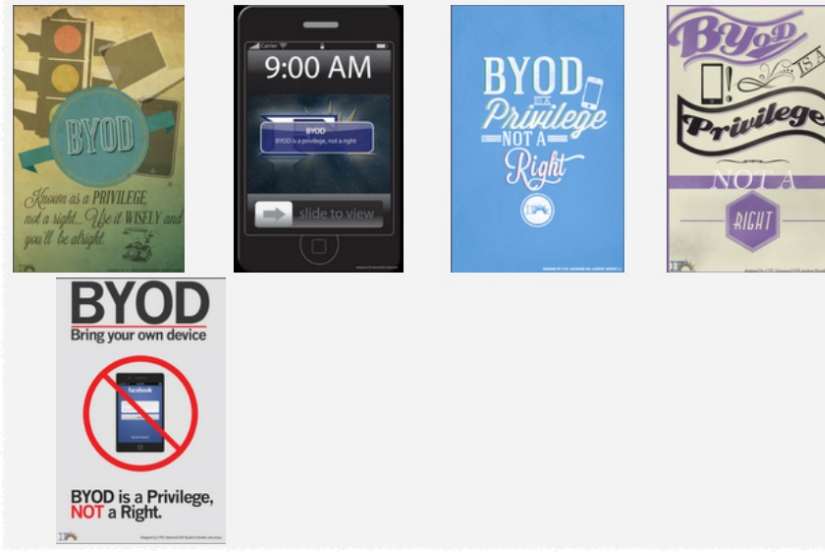 BYOD
Known as a PRIVILEGE,
not a right... Use it WISELY and
you'll be alright.
Carrier
9:00 AM
BYOD
BYOD is a privilege, not a right
slide to view
BYOD
IS A
Privilege
NOT A
Right
BYOD
IS A
!
Privilege
NOT A
RIGHT
BYOD
Bring your own device
facebook
BYOD is a Privilege,
NOT a Right.